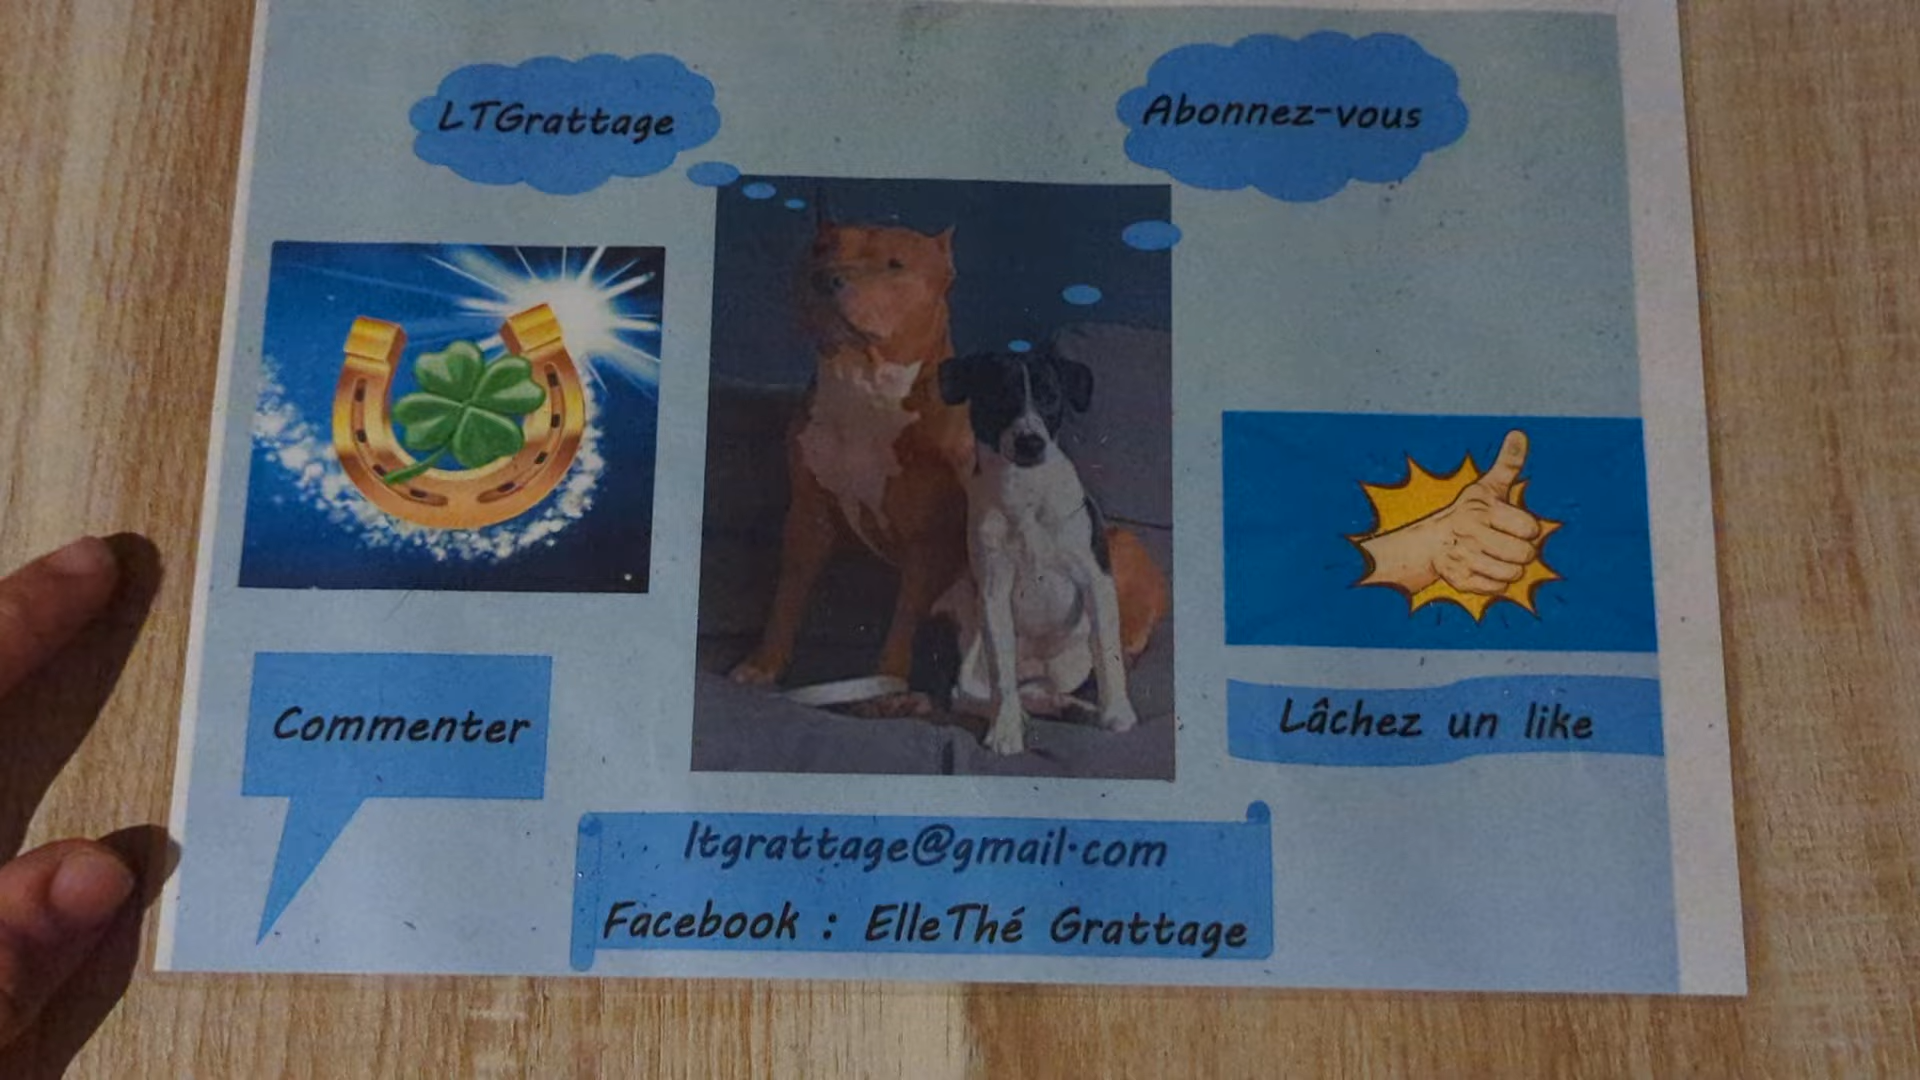 LTGrattage
Abonnez-vous
Commenter
Lâchez un like
ltgrattage@gmail.com
Facebook : ElleThé Grattage